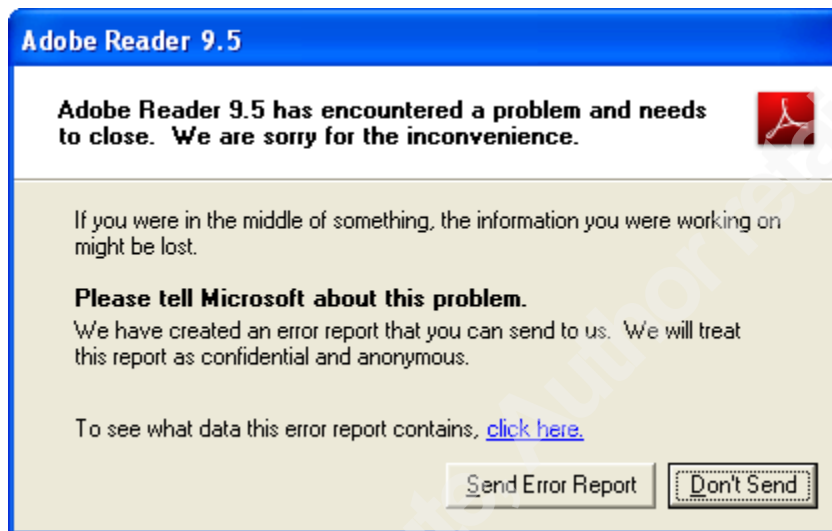 Adobe Reader 9.5
Adobe Reader 9.5 has encountered a problem and needs
to close.  We are sorry for the inconvenience.
If you were in the middle of something, the information you were working on
might be lost.
Please tell Microsoft about this problem.
We have created an error report that you can send to us.  We will treat
this report as confidential and anonymous.
To see what data this error report contains, click here.
Send Error Report
Don't Send